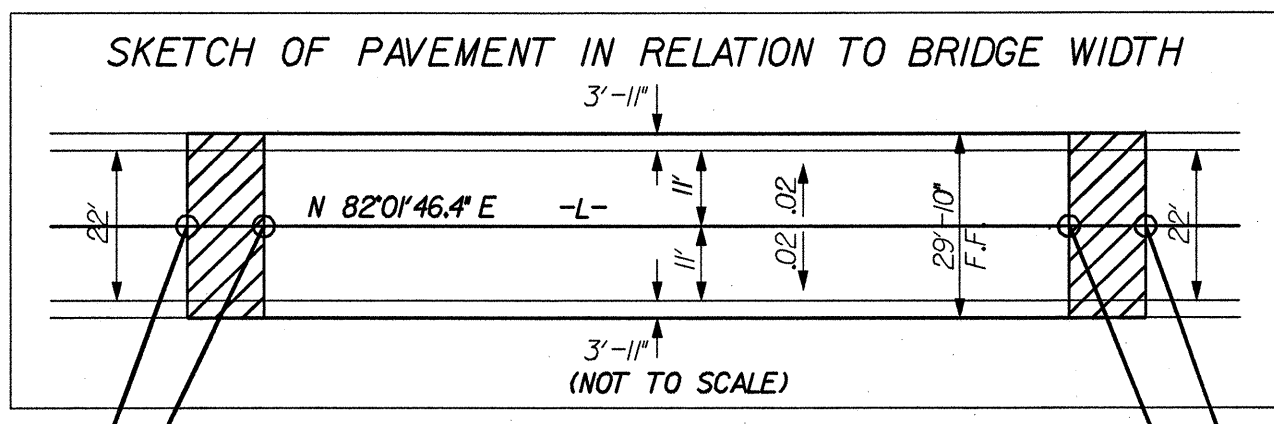 SKETCH OF PAVEMENT IN RELATION TO BRIDGE WIDTH
3'-11"
22'
N 82°01'46.4" E
-L-
11'
11'
.02
.02
29'-10"
F.F.
22'
3'-11"
(NOT TO SCALE)